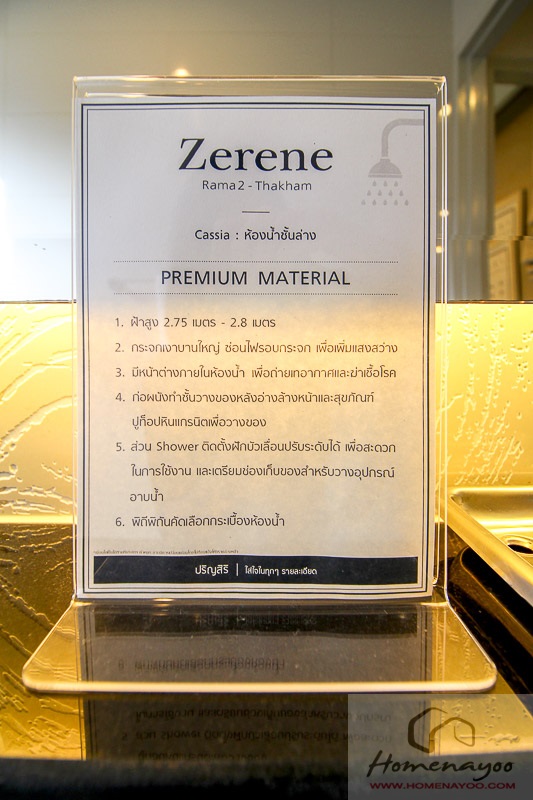 Zerene
Rama2 - Thakham
Cassia : ห้องน้ำชั้นล่าง
PREMIUM MATERIAL
1. ฝ้าสูง 2.75 เมตร - 2.8 เมตร
2. กระจกเงาบานใหญ่ ซ่อนไฟรอบกระจก เพื่อเพิ่มแสงสว่าง
3. มีหน้าต่างภายในห้องน้ำ เพื่อถ่ายเทอากาศและฆ่าเชื้อโรค
4. ก่อผนังทำชั้นวางของหลังอ่างล้างหน้าและสุขภัณฑ์
ปูท็อปหินแกรนิตเพื่อวางของ
5. ส่วน Shower ติดตั้งฝักบัวเลื่อนปรับระดับได้ เพื่อสะดวก
ในการใช้งาน และเตรียมช่องเก็บของสำหรับวางอุปกรณ์
อาบน้ำ
6. พิถีพิถันคัดเลือกกระเบื้องห้องน้ำ
ปริญสิริ | ใส่ใจในทุกๆ รายละเอียด
Homenayoo
WWW.HOMENAYOO.COM